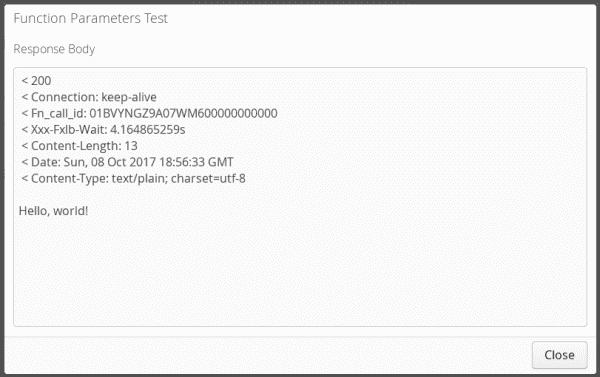 Function Parameters Test
Response Body
< 200
< Connection: keep-alive
< Fn_call_id: 01BVYNGZ9A07WM600000000000
< Xxx-Fxlb-Wait: 4.164865259s
< Content-Length: 13
< Date: Sun, 08 Oct 2017 18:56:33 GMT
< Content-Type: text/plain; charset=utf-8
Hello, world!
Close